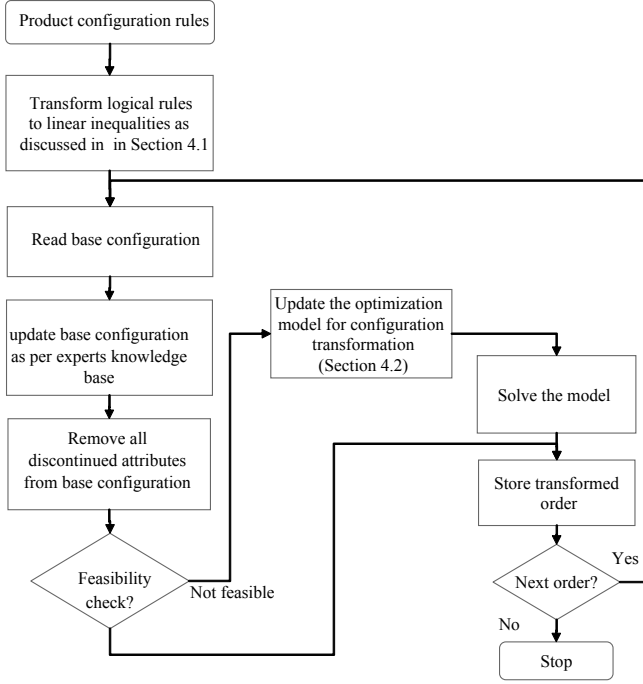 Product configuration rules
Transform logical rules
to linear inequalities as
discussed in in Section 4.1
Read base configuration
update base configuration
as per experts knowledge
base
Remove all
discontinued attributes
from base configuration
Feasibility
check?
Not feasible
Update the optimization
model for configuration
transformation
(Section 4.2)
Solve the model
Store transformed
order
Next order?
Yes
No
Stop